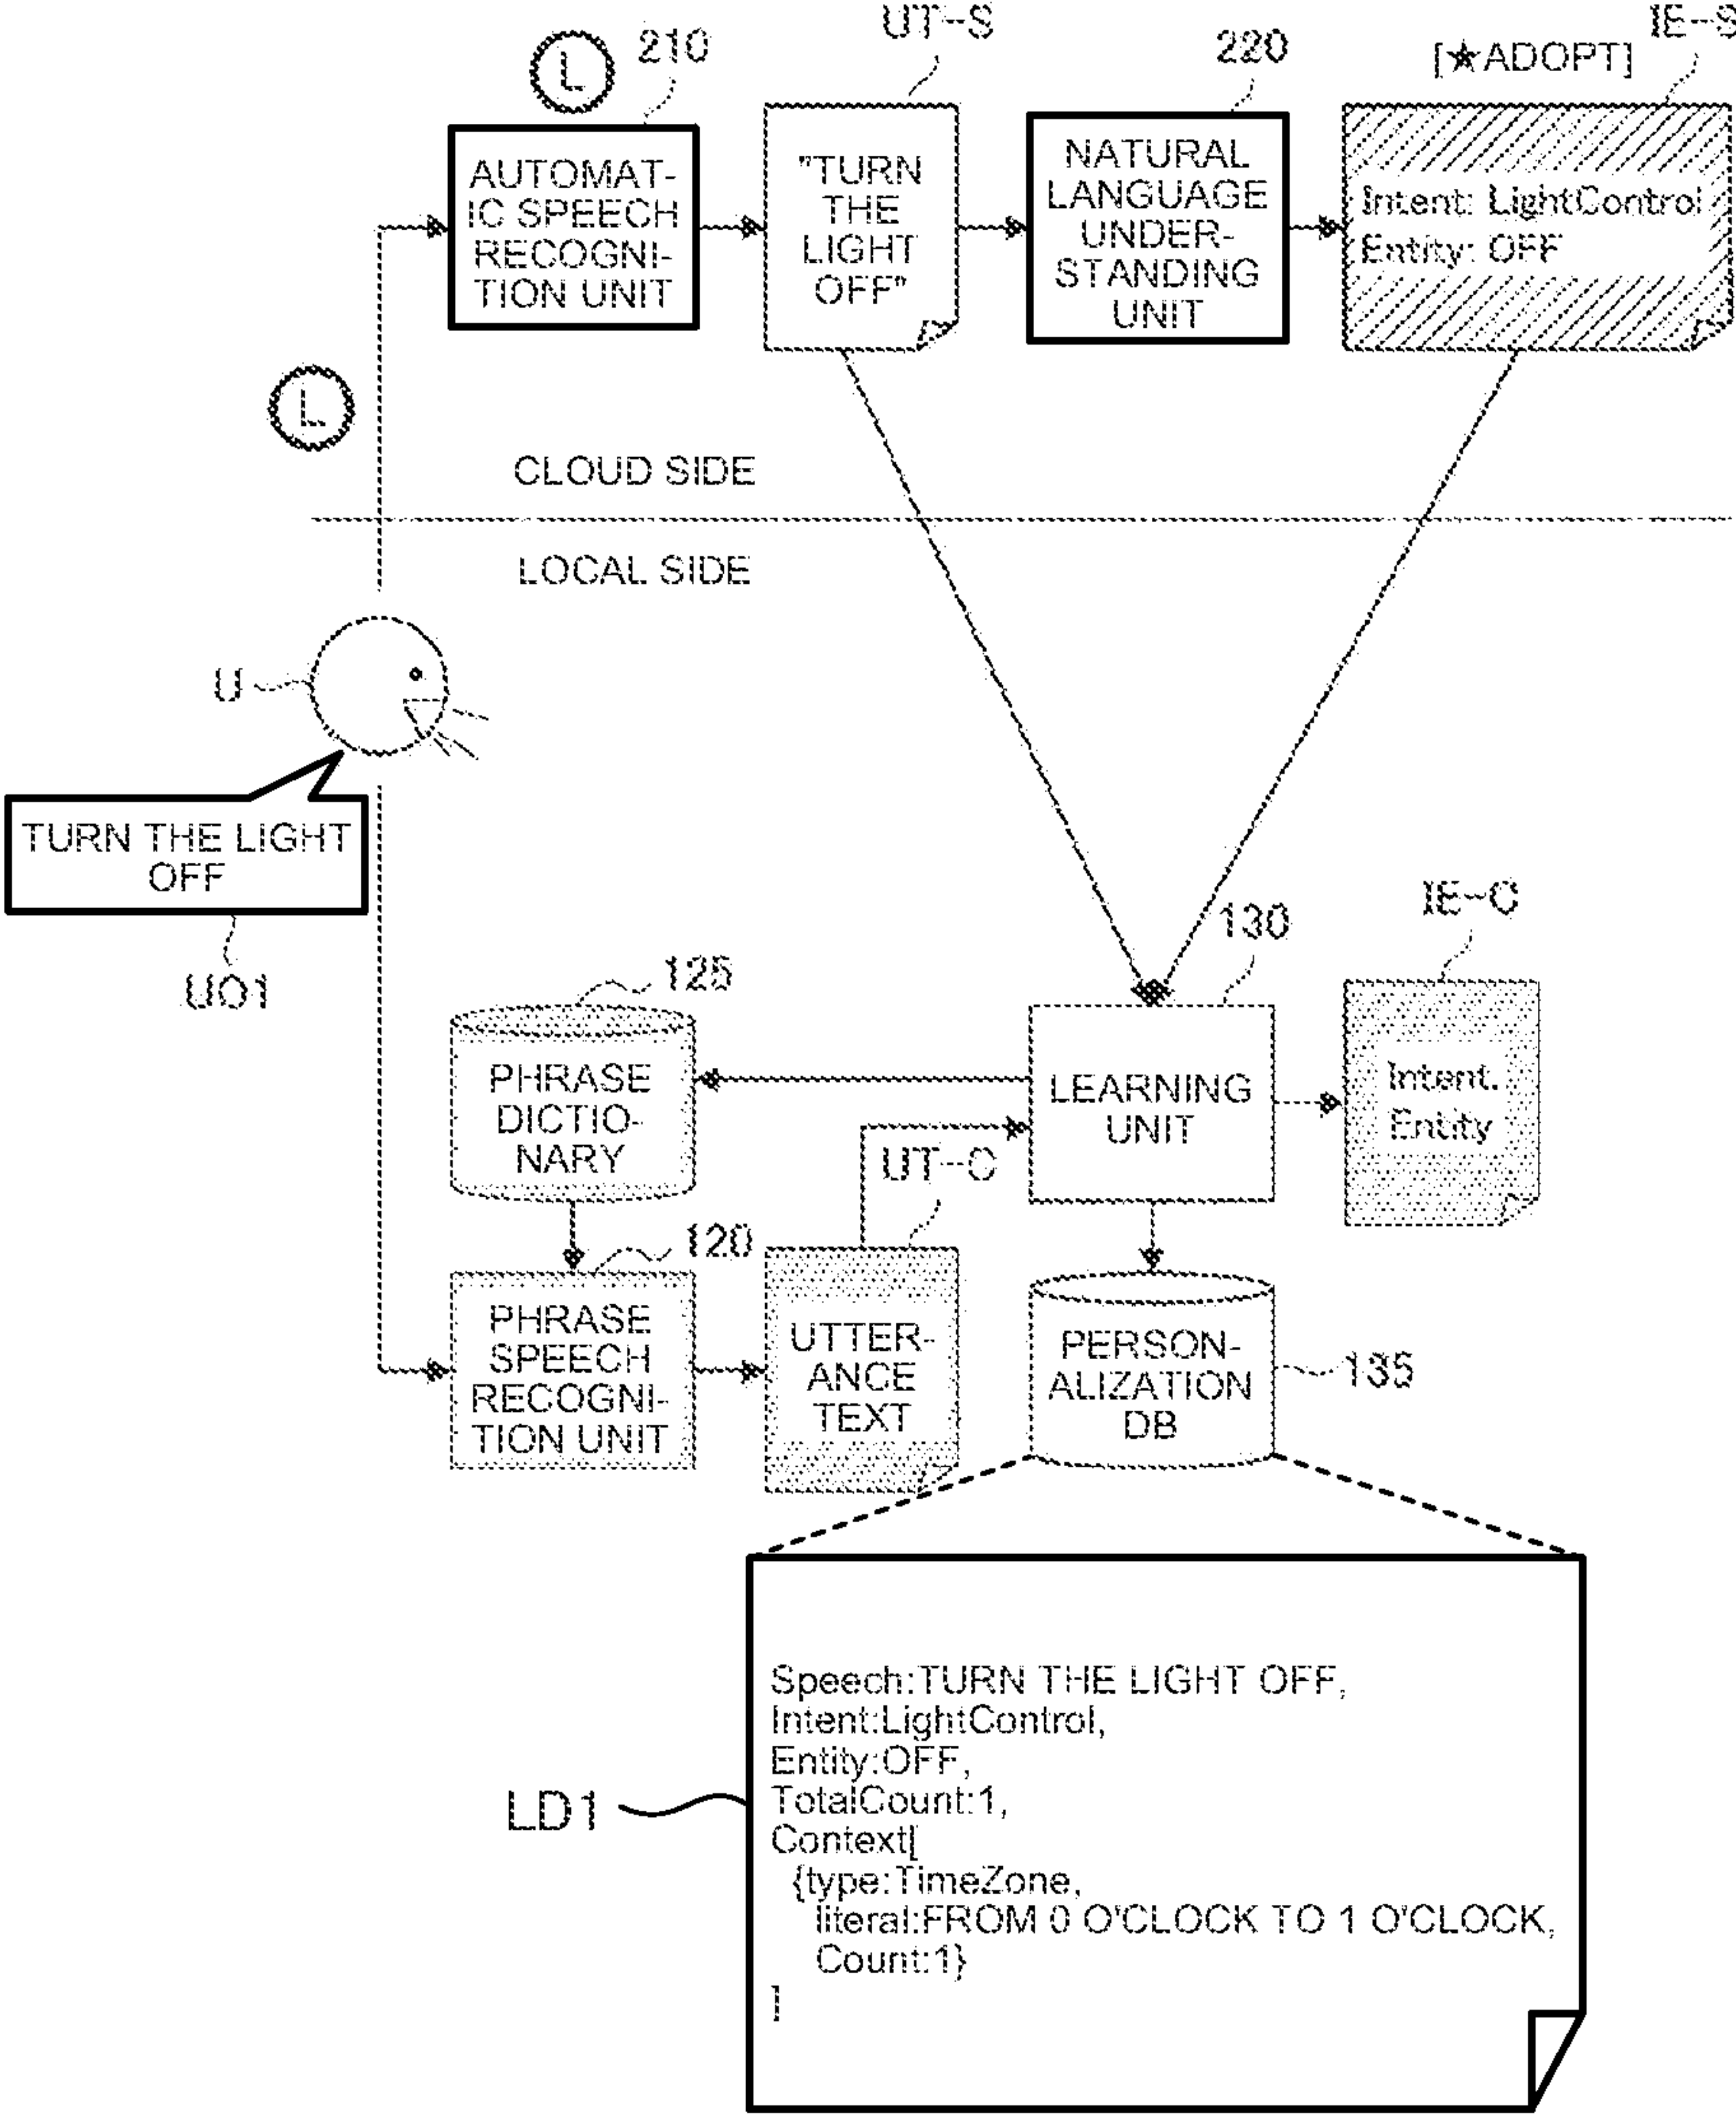 UT-S
IE-S
L
210
220
[★ADOPT]
AUTOMAT-
IC SPEECH
RECOGNI-
TION UNIT
"TURN
THE
LIGHT
OFF"
NATURAL
LANGUAGE
UNDER-
STANDING
UNIT
Intent: LightControl
Entity: OFF
L
CLOUD SIDE
LOCAL SIDE
U
TURN THE LIGHT
OFF
UO1
125
130
IE-C
PHRASE
DICTIO-
NARY
LEARNING
UNIT
Intent.
Entity
UT-C
120
PHRASE
SPEECH
RECOGNI-
TION UNIT
UTTER-
ANCE
TEXT
PERSON-
ALIZATION
DB
135
LD1
Speech:TURN THE LIGHT OFF,
Intent:LightControl,
Entity:OFF,
TotalCount:1,
Context[
{type:TimeZone,
literal:FROM 0 O'CLOCK TO 1 O'CLOCK,
Count:1}
]